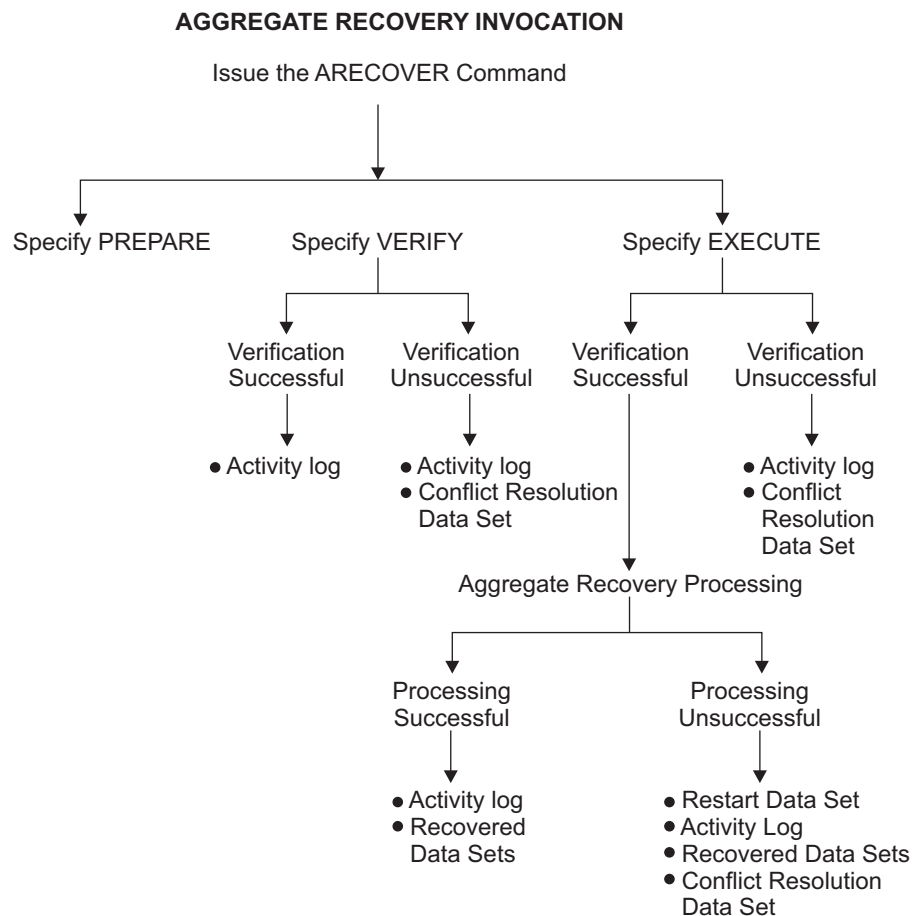 AGGREGATE RECOVERY INVOCATION
Issue the ARECOVER Command
Specify PREPARE
Specify VERIFY
Specify EXECUTE
Verification
Successful
Verification
Unsuccessful
Verification
Successful
Verification
Unsuccessful
● Activity log
● Activity log
● Conflict Resolution
Data Set
● Activity log
● Conflict
Resolution
Data Set
Aggregate Recovery Processing
Processing
Successful
Processing
Unsuccessful
● Activity log
● Recovered
Data Sets
● Restart Data Set
● Activity Log
● Recovered Data Sets
● Conflict Resolution
Data Set